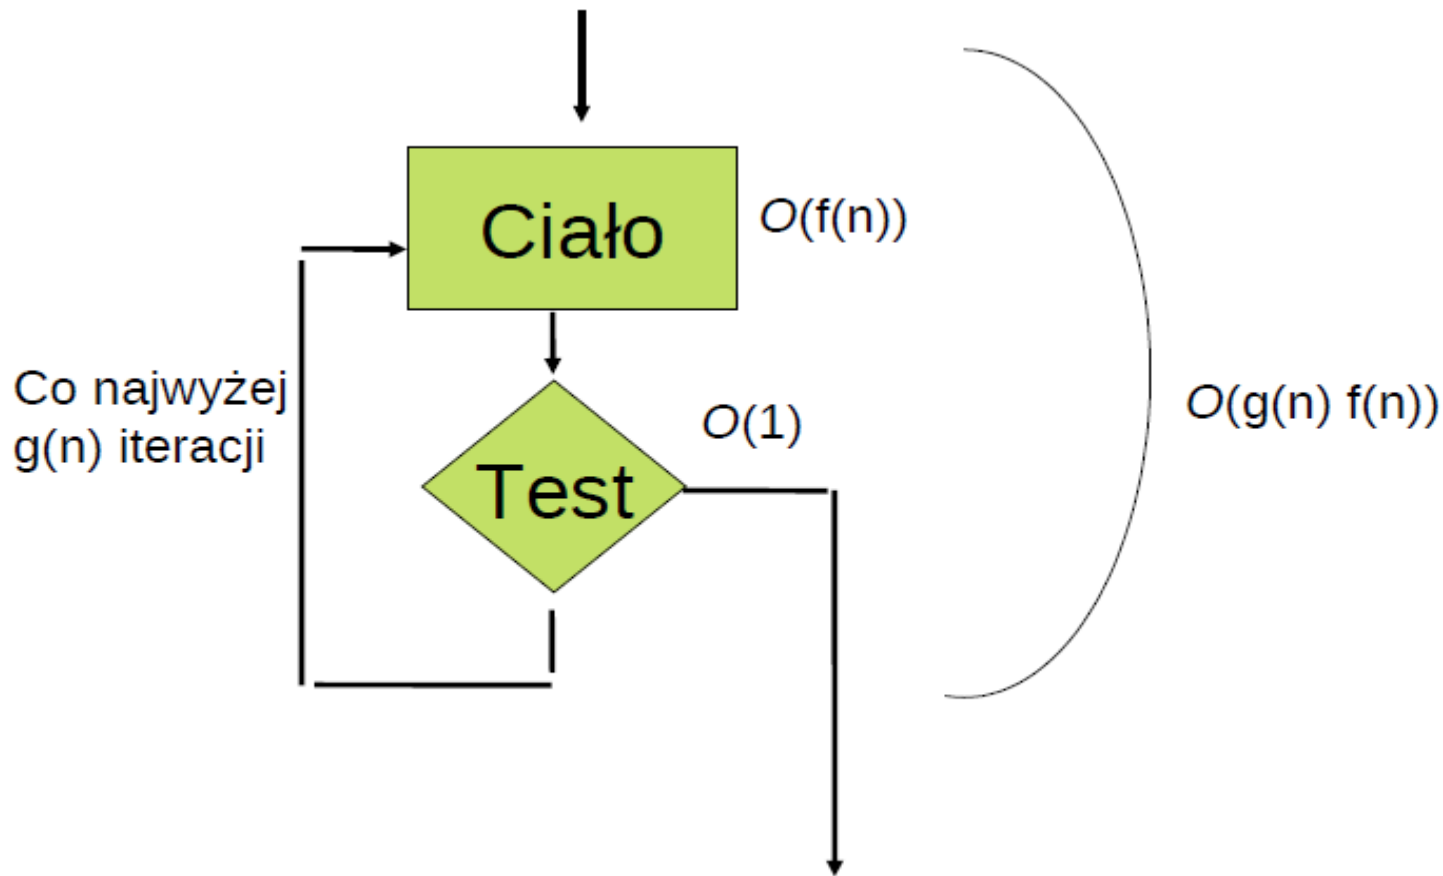 Ciało
O(f(n))
Co najwyżej
g(n) iteracji
O(1)
Test
O(g(n) f(n))